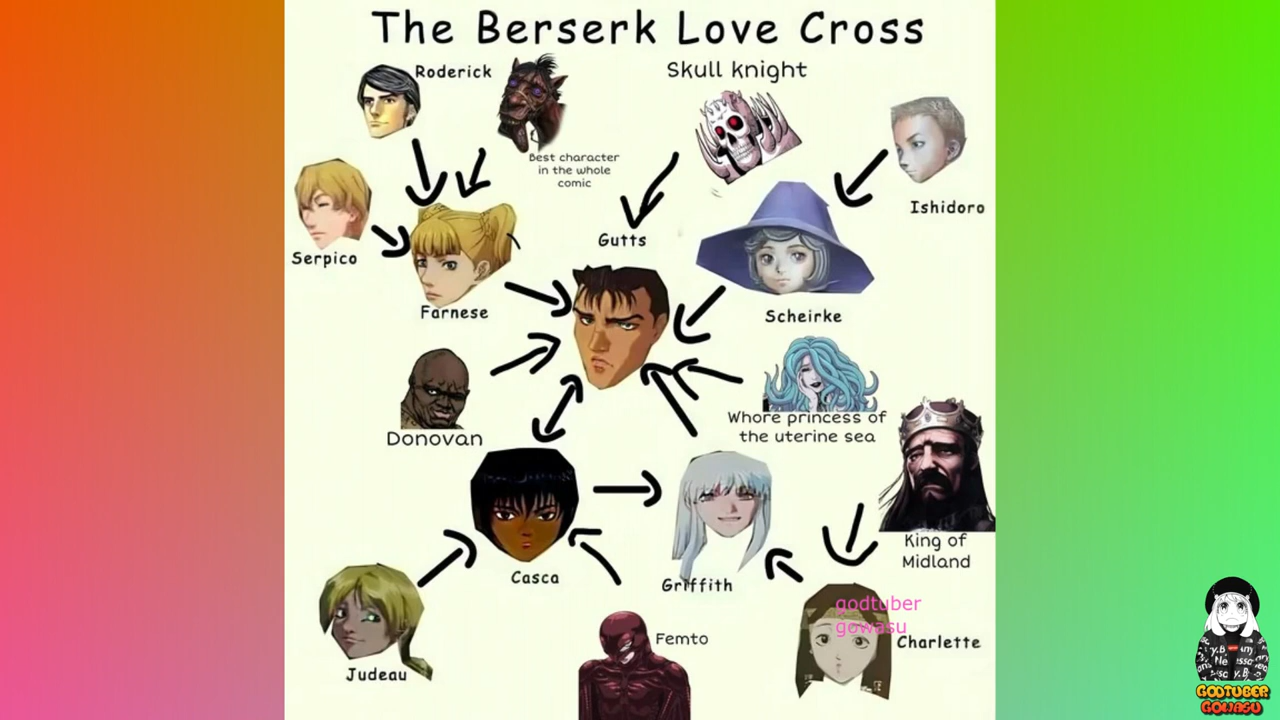 The Berserk Love Cross
Roderick
Skull knight
Best character
in the whole
comic
Ishidoro
Gutts
Serpico
Farnese
Scheirke
Whore princess of
the uterine sea
Donovan
King of
Midland
Casca
Griffith
godtuber
gowasu
Femto
Charlette
Judeau
GODTUBER
GOWASU